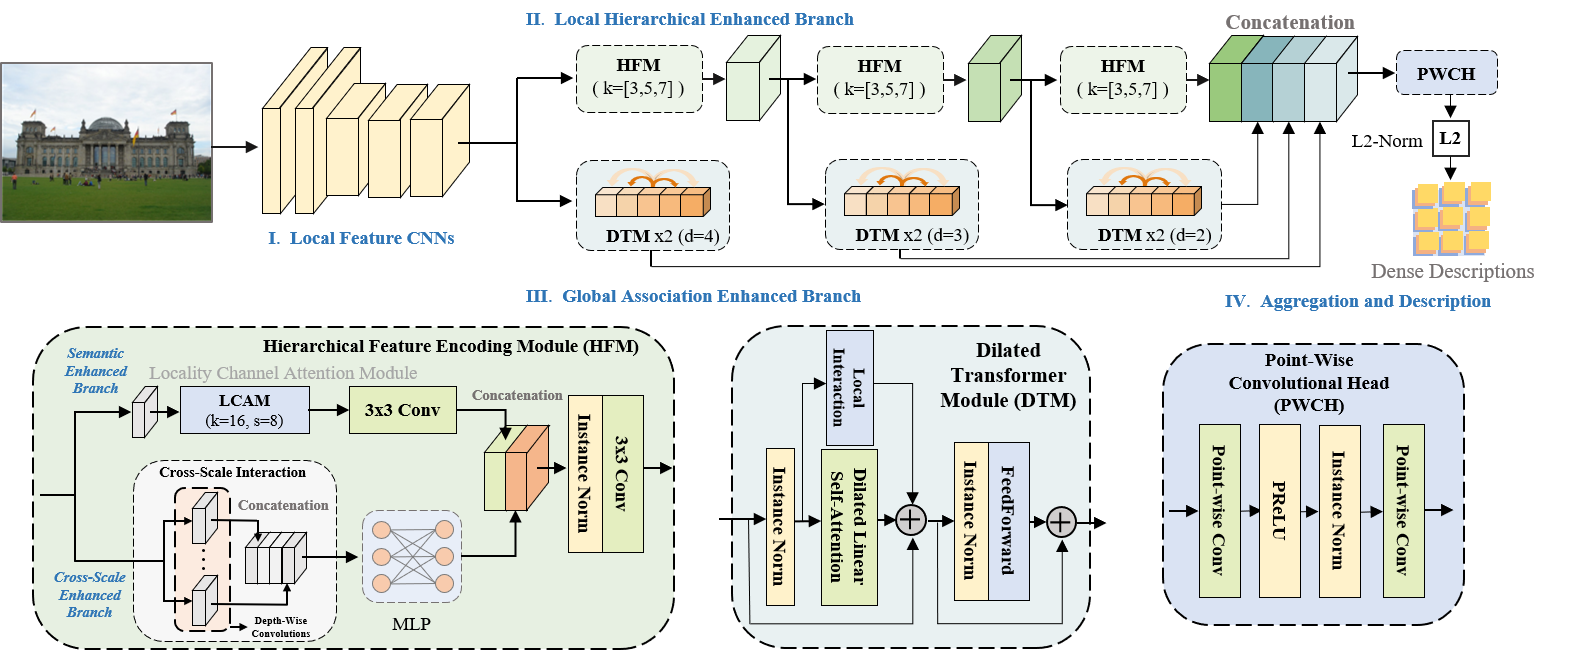 II. Local Hierarchical Enhanced Branch
Concatenation
HFM
( k=[3,5,7] )
HFM
( k=[3,5,7] )
HFM
( k=[3,5,7] )
PWCH
L2-Norm
L2
I. Local Feature CNNs
DTM x2 (d=4)
DTM x2 (d=3)
DTM x2 (d=2)
Dense Descriptions
III. Global Association Enhanced Branch
IV. Aggregation and Description
Hierarchical Feature Encoding Module (HFM)
Semantic
Enhanced
Branch
Locality Channel Attention Module
LCAM
(k=16, s=8)
3x3 Conv
Concatenation
Instance Norm
3x3 Conv
Cross-Scale Interaction
Concatenation
Cross-Scale
Enhanced
Branch
Depth-Wise
Convolutions
MLP
Dilated
Transformer
Module (DTM)
Local
Interaction
Instance Norm
Dilated Linear
Self-Attention
Instance Norm
FeedForward
Point-Wise
Convolutional Head
(PWCH)
Point-wise Conv
PReLU
Instance Norm
Point-wise Conv